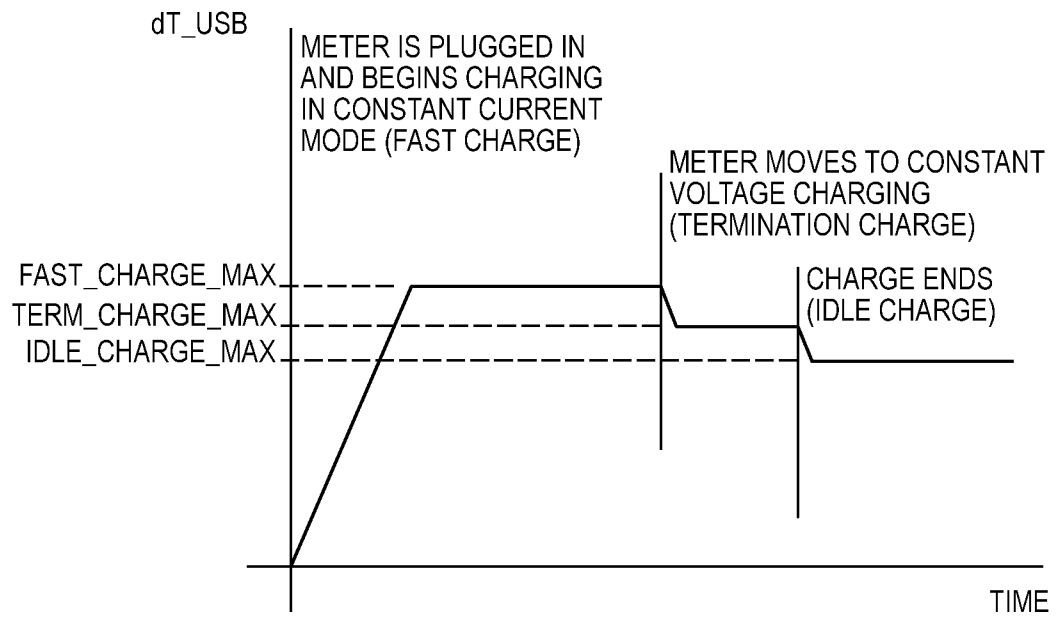 dT_USB
METER IS PLUGGED IN
AND BEGINS CHARGING
IN CONSTANT CURRENT
MODE (FAST CHARGE)
METER MOVES TO CONSTANT
VOLTAGE CHARGING
(TERMINATION CHARGE)
FAST_CHARGE_MAX
TERM_CHARGE_MAX
IDLE_CHARGE_MAX
CHARGE ENDS
(IDLE CHARGE)
TIME